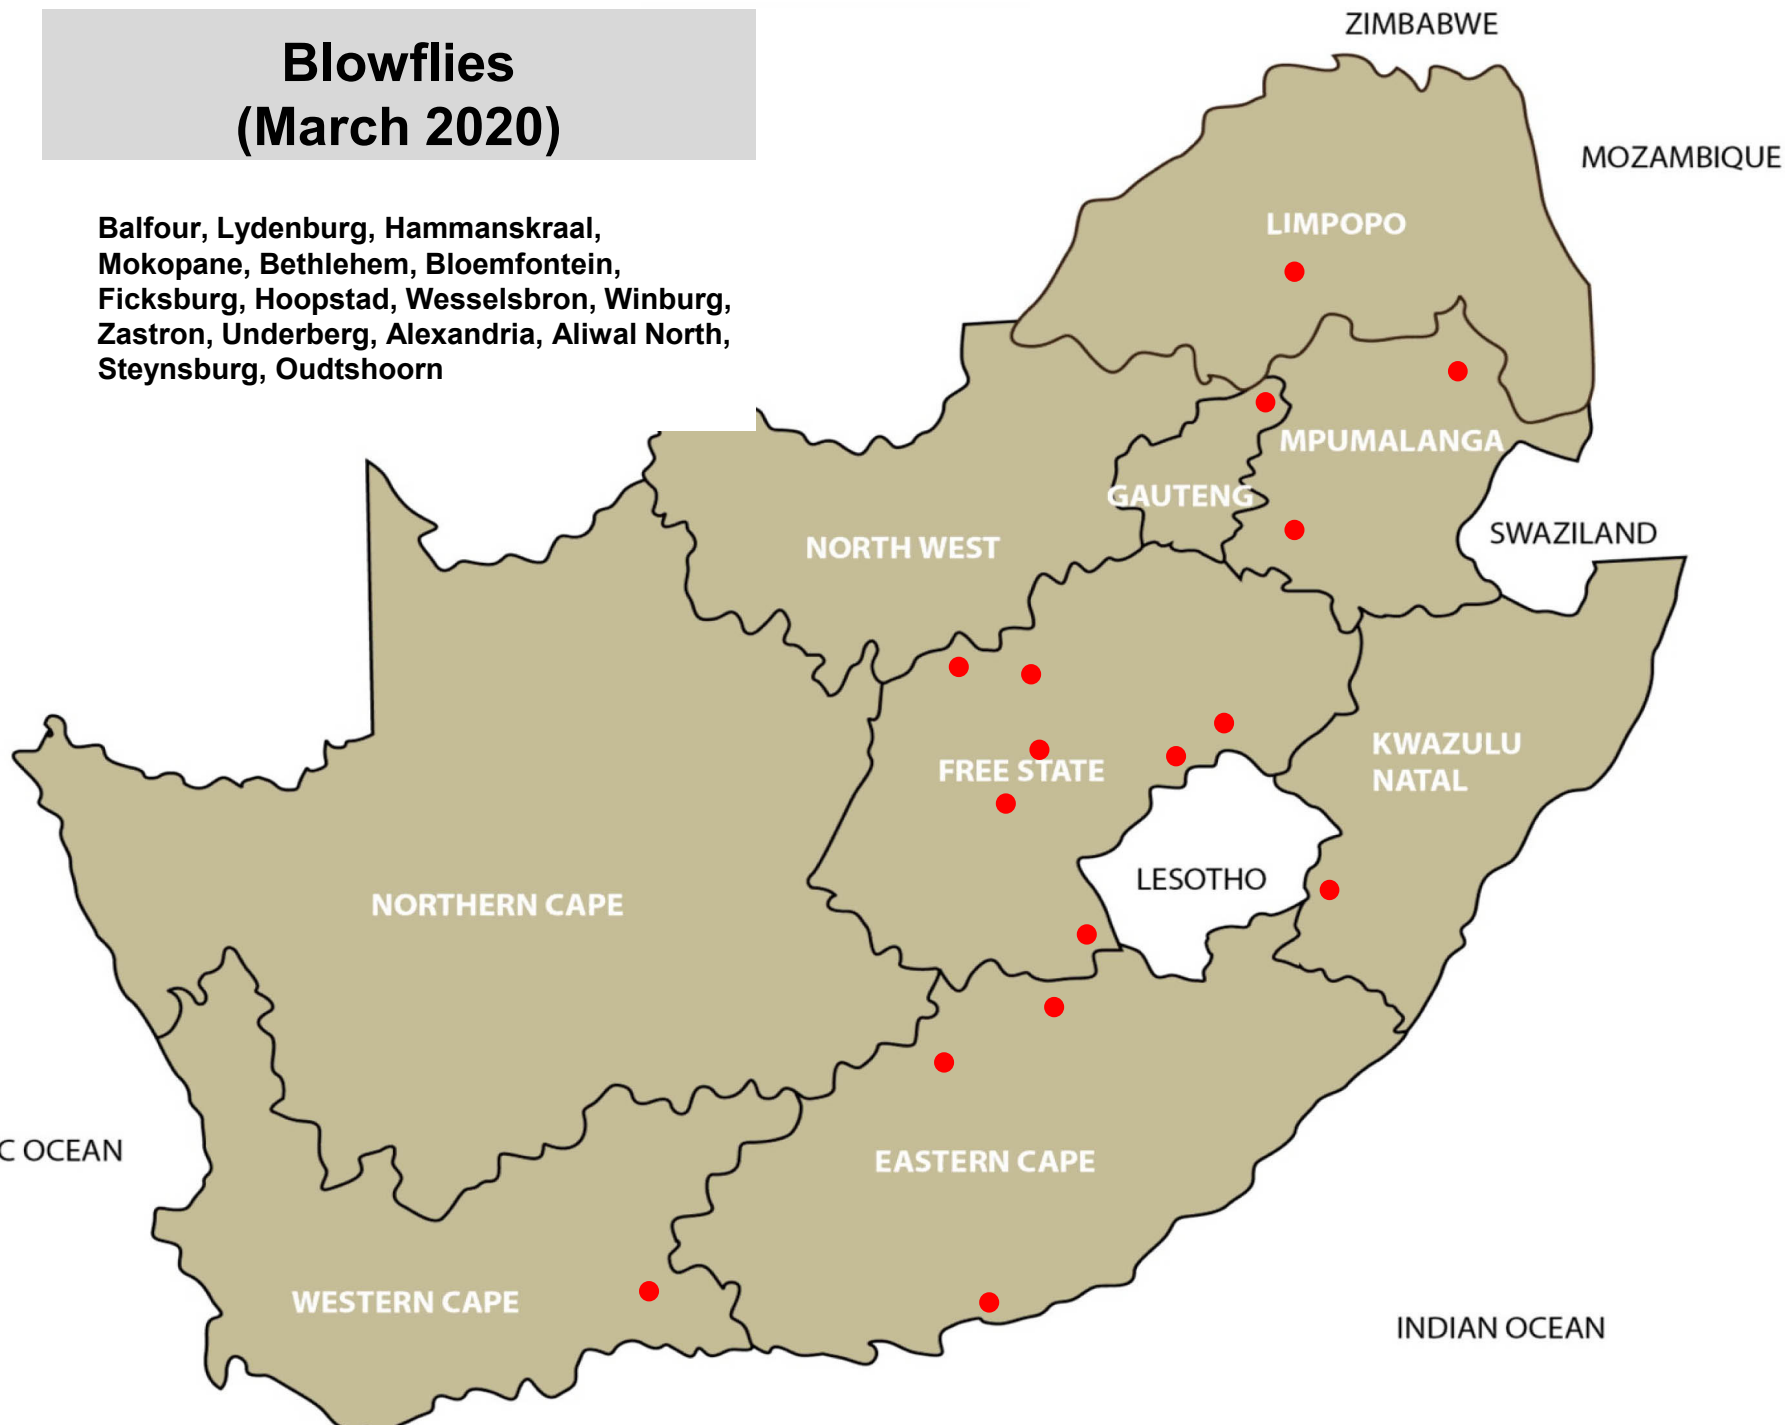 Blowflies
(March 2020)
Balfour, Lydenburg, Hammanskraal,
Mokopane, Bethlehem, Bloemfontein,
Ficksburg, Hoopstad, Wesselsbron, Winburg,
Zastron, Underberg, Alexandria, Aliwal North,
Steynsburg, Oudtshoorn
ZIMBABWE
MOZAMBIQUE
LIMPOPO
MPUMALANGA
GAUTENG
SWAZILAND
NORTH WEST
KWAZULU
NATAL
FREE STATE
LESOTHO
NORTHERN CAPE
C OCEAN
EASTERN CAPE
WESTERN CAPE
INDIAN OCEAN